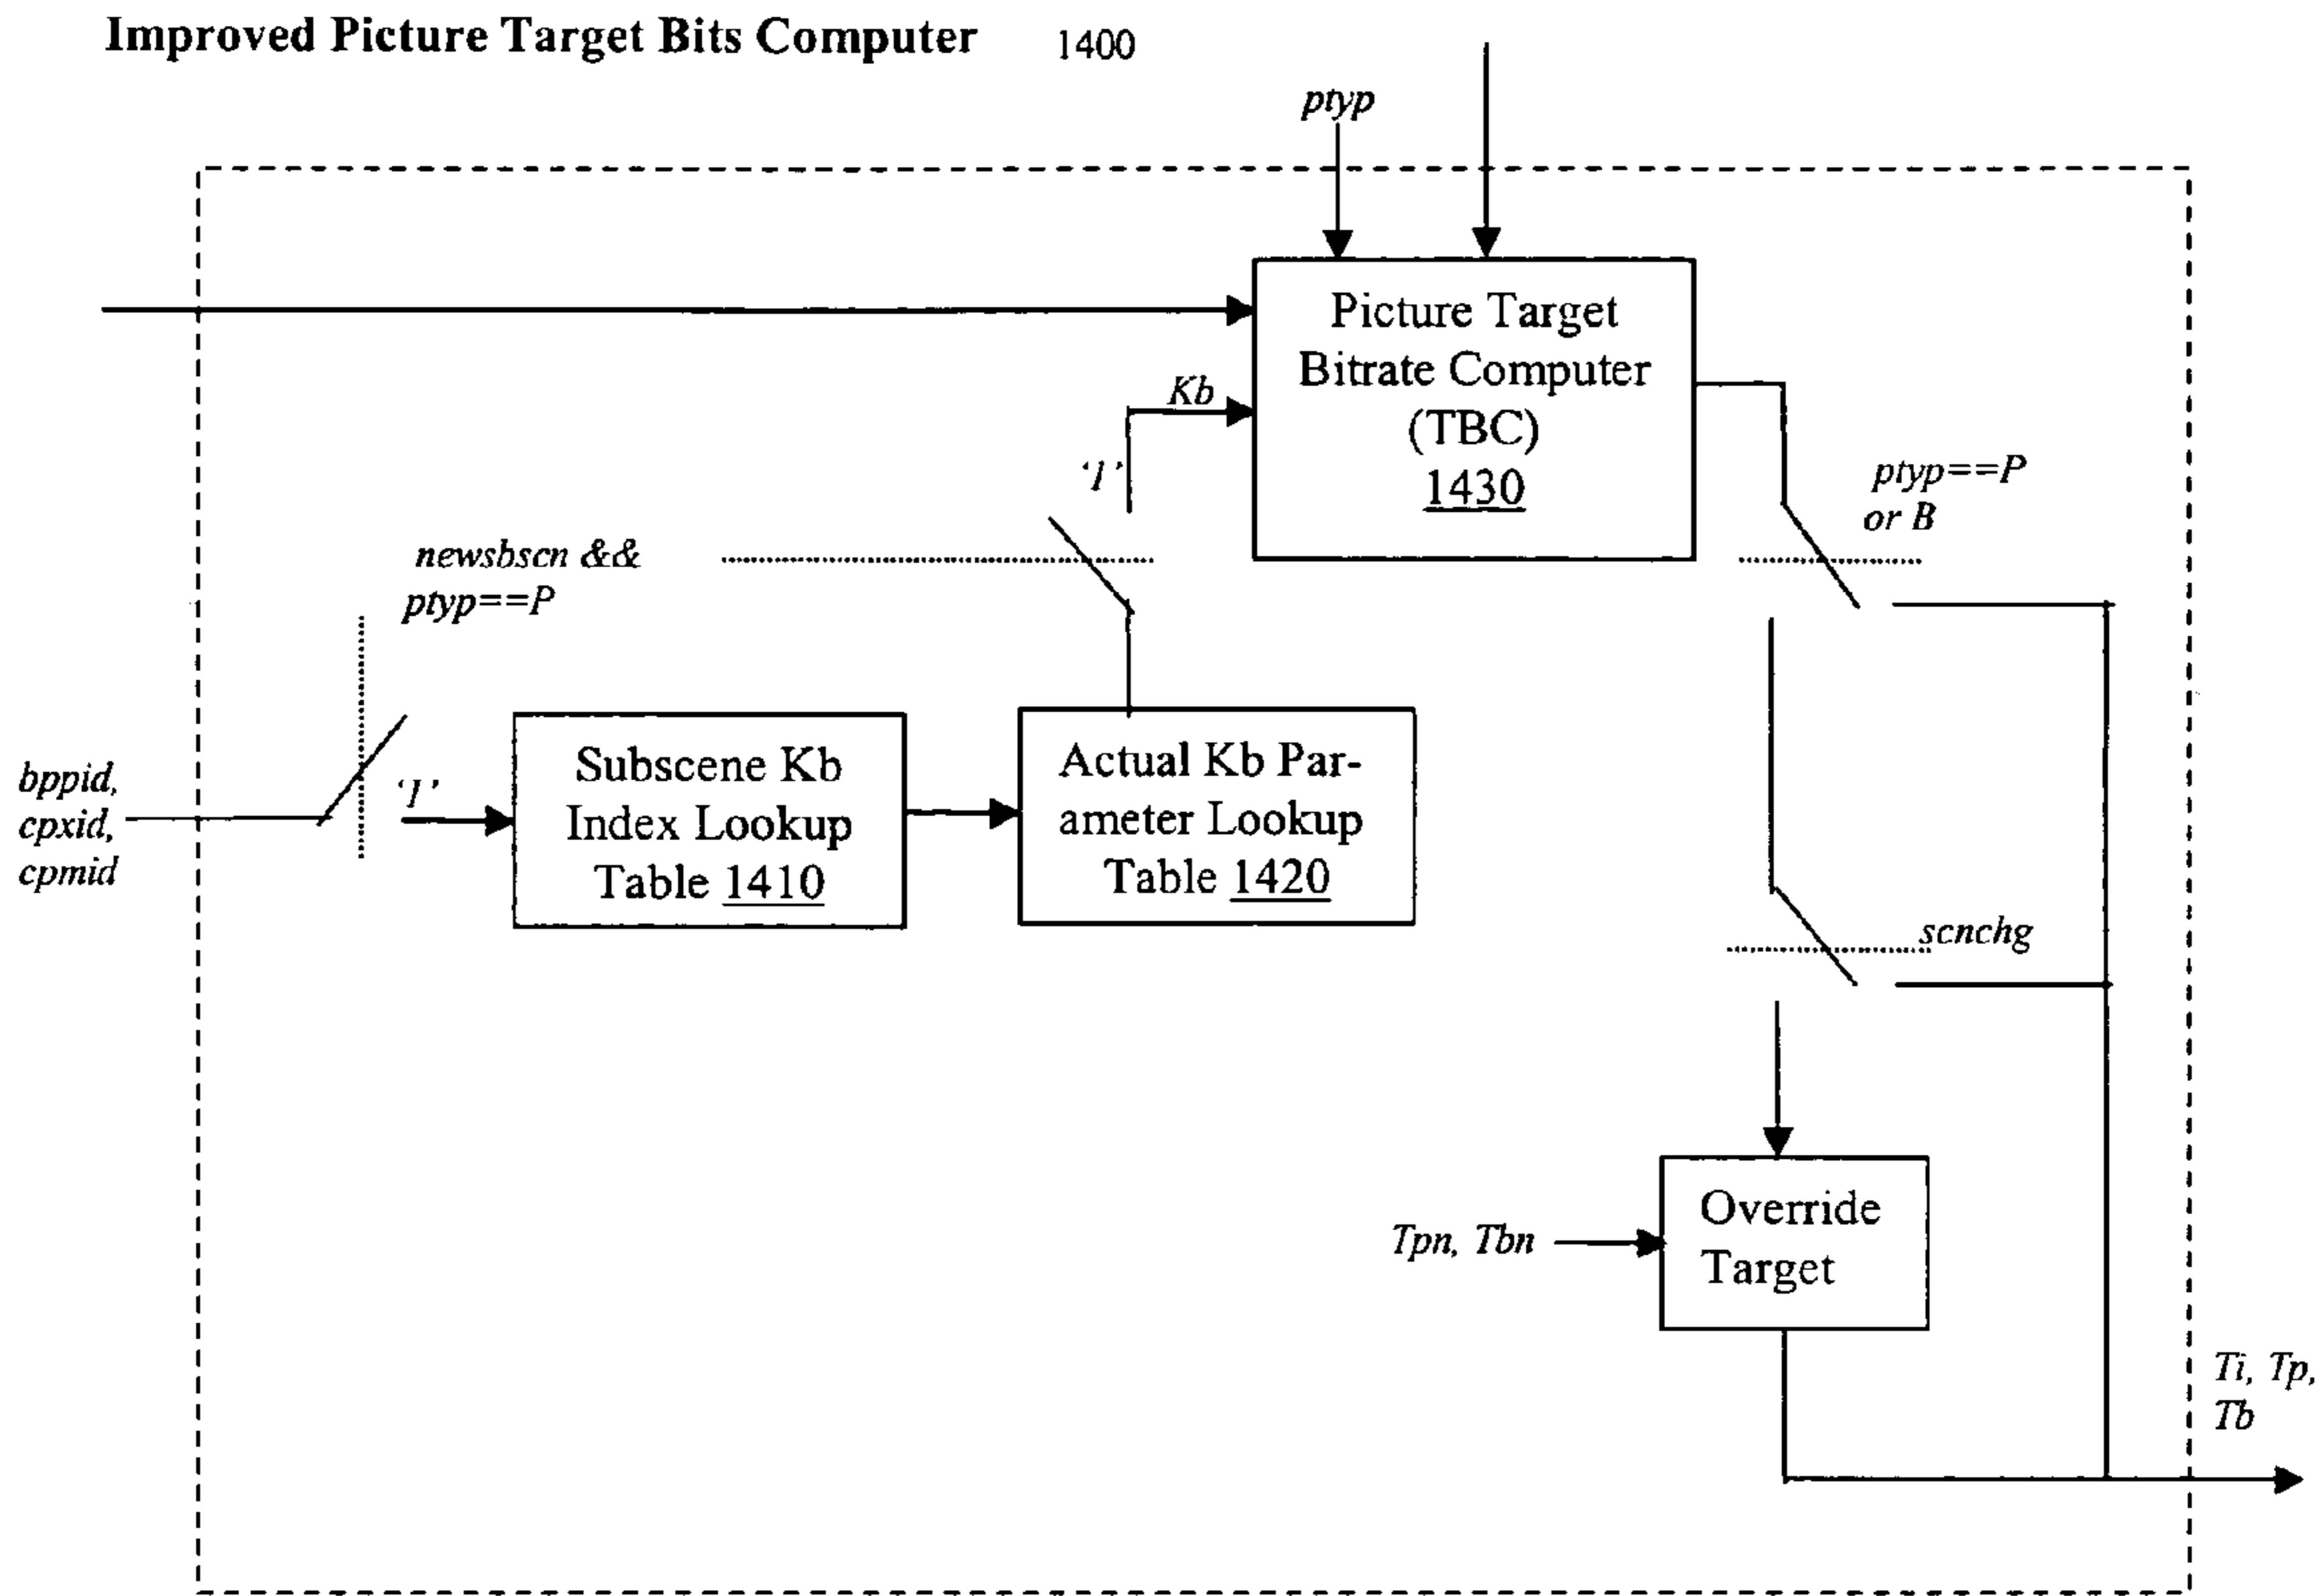 Improved Picture Target Bits Computer 1400
ptyp
Picture Target
Bitrate Computer
(TBC)
1430
Kb
'1'
ptyp==P
or B
newsbscn &&
ptyp==P
bppid,
cpxid,
cpmid
'1'
Subscene Kb
Index Lookup
Table 1410
Actual Kb Par-
ameter Lookup
Table 1420
scnchg
Override
Target
Tpn, Tbn
Ti, Tp,
Tb